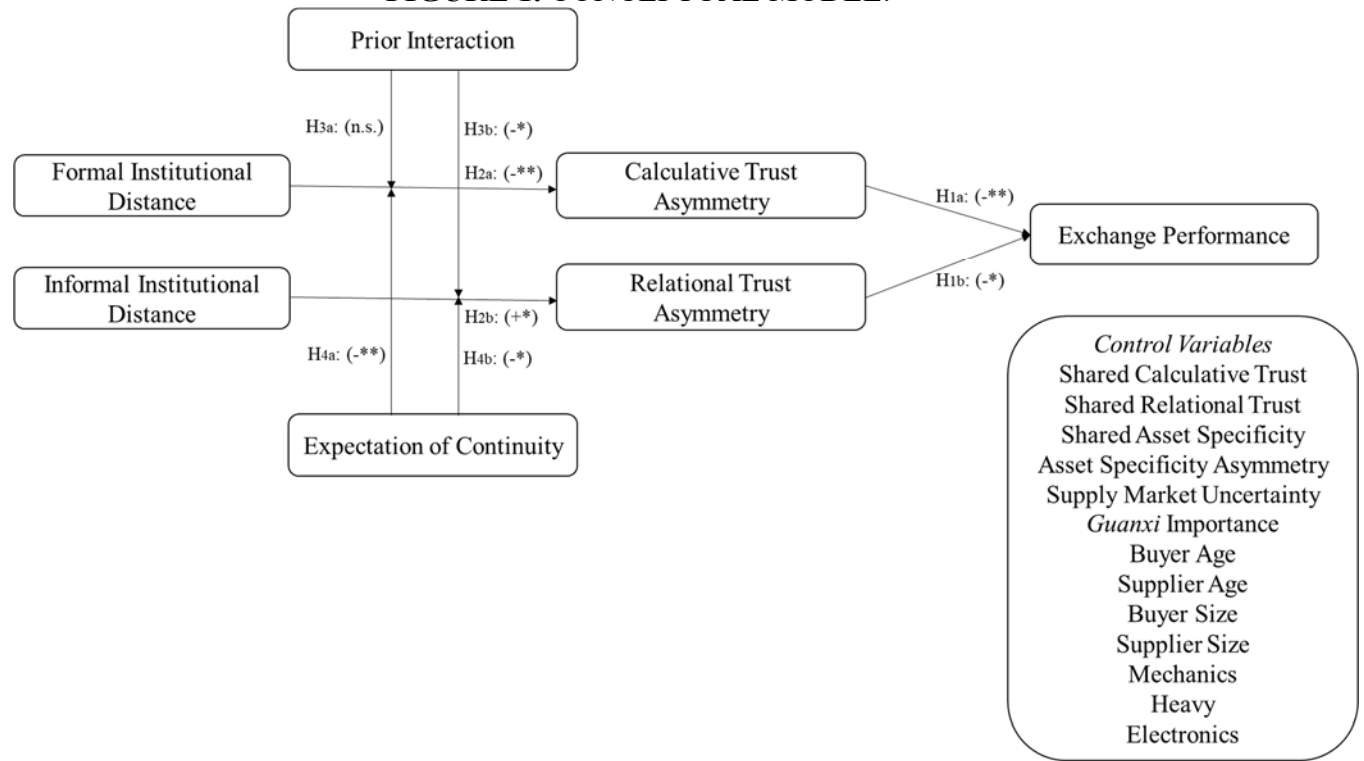 Prior Interaction
H3a: (n.s.)
H3b: (-*)
Formal Institutional
Distance
H2a: (-**)
Calculative Trust
Asymmetry
H1a: (-**)
Exchange Performance
Informal Institutional
Distance
Relational Trust
Asymmetry
H1b: (-*)
H2b: (+*)
H4a: (-**)
H4b: (-*)
Expectation of Continuity
Control Variables
Shared Calculative Trust
Shared Relational Trust
Shared Asset Specificity
Asset Specificity Asymmetry
Supply Market Uncertainty
Guanxi Importance
Buyer Age
Supplier Age
Buyer Size
Supplier Size
Mechanics
Heavy
Electronics